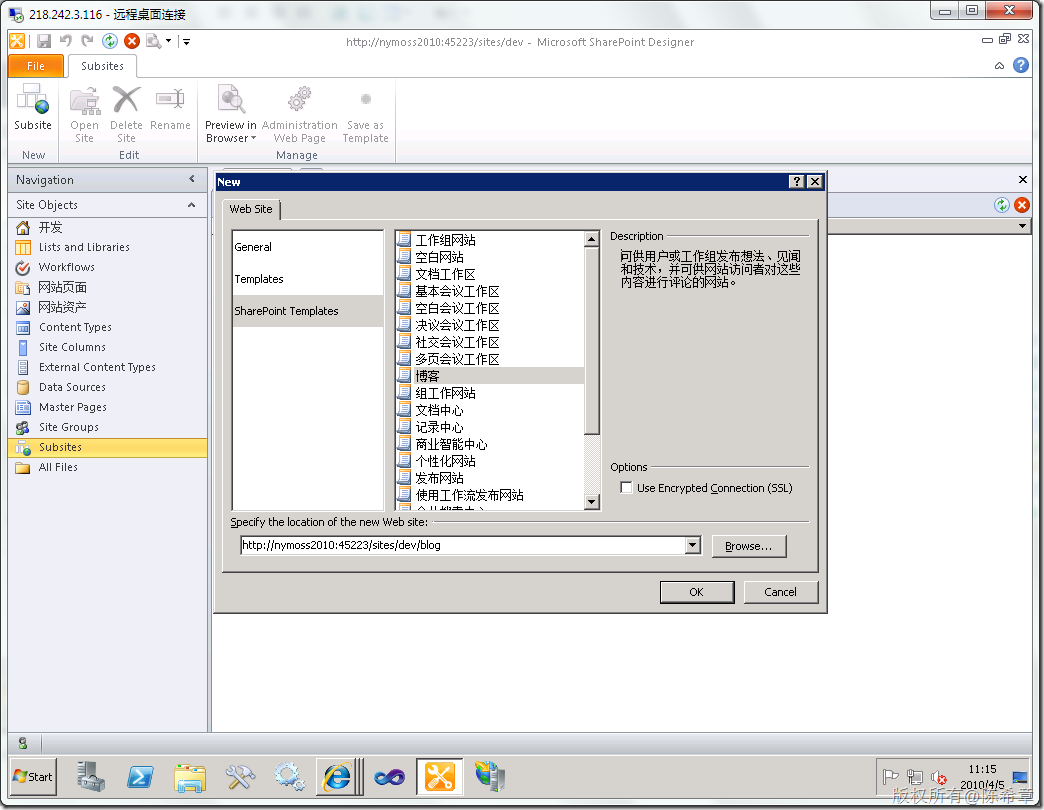 218.242.3.116 - 远程桌面连接
http://nymoss2010:45223/sites/dev - Microsoft SharePoint Designer
File
Subsites
Subsite
Open Site
Delete Site
Rename
Preview in Browser
Administration Web Page
Save as Template
New
Edit
Manage
Navigation
Site Objects
开发
Lists and Libraries
Workflows
网站页面
网站资产
Content Types
Site Columns
External Content Types
Data Sources
Master Pages
Site Groups
Subsites
All Files
New
Web Site
General
Templates
SharePoint Templates
工作组网站
空白网站
文档工作区
基本会议工作区
空白会议工作区
决议会议工作区
社交会议工作区
多页会议工作区
博客
组工作网站
文档中心
记录中心
商业智能中心
个性化网站
发布网站
使用工作流发布网站
Description
可供用户或工作组发布想法、见闻
和技术，并可供网站访问者对这些
内容进行评论的网站。
Options
Use Encrypted Connection (SSL)
Specify the location of the new Web site:
http://nymoss2010:45223/sites/dev/blog
Browse...
OK
Cancel
Start
11:15
2010/4/5
版权所有@陈希章